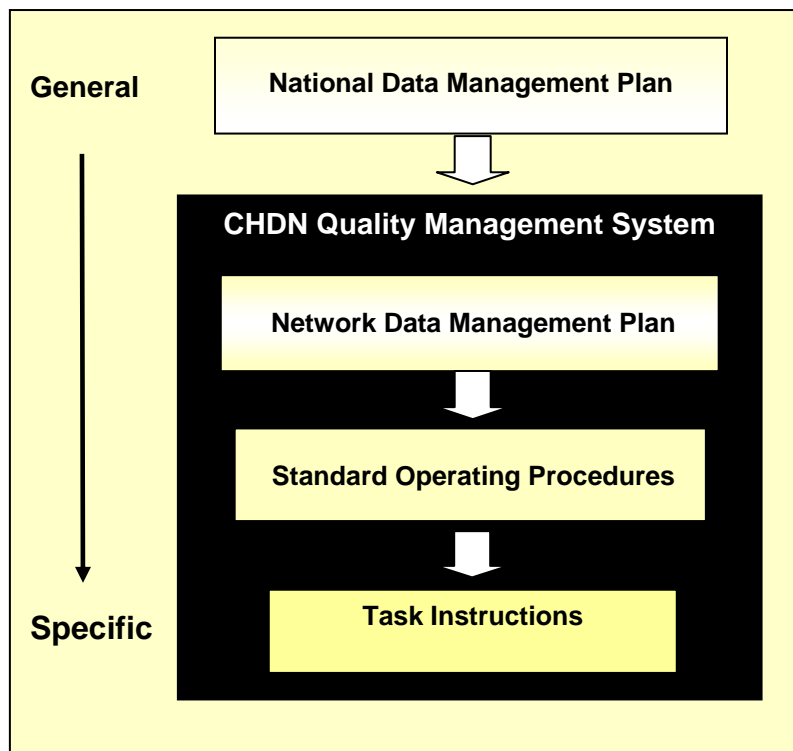 General
National Data Management Plan
CHDN Quality Management System
Network Data Management Plan
Standard Operating Procedures
Task Instructions
Specific